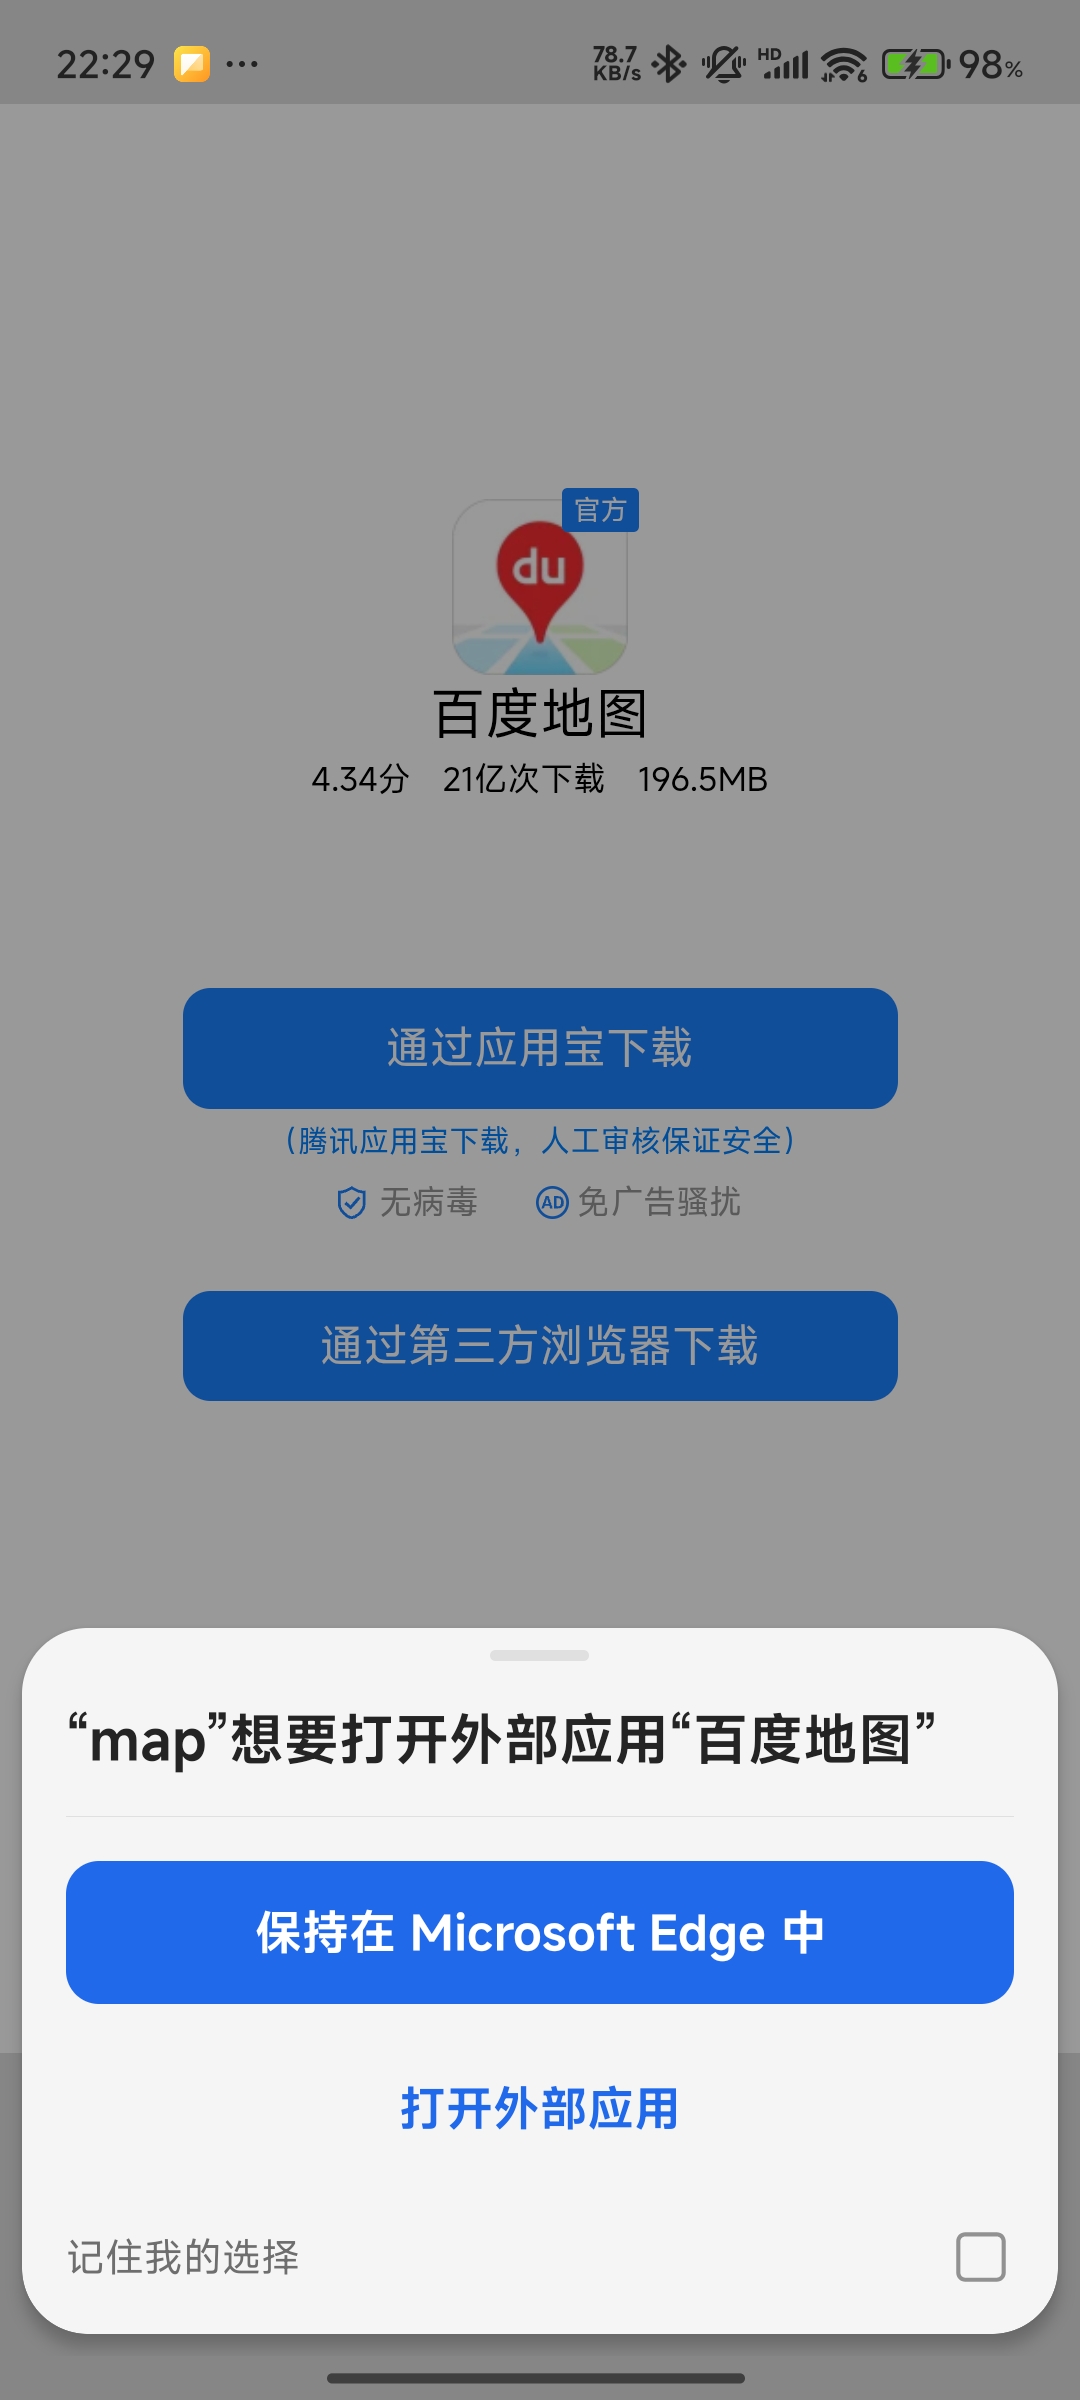 22:29 ··· 78.7 KB/s HD 6 98%
官方
du
百度地图
4.34分 21亿次下载 196.5MB
通过应用宝下载
（腾讯应用宝下载，人工审核保证安全）
无病毒 AD 免广告骚扰
通过第三方浏览器下载
“map”想要打开外部应用“百度地图”
保持在 Microsoft Edge 中
打开外部应用
记住我的选择